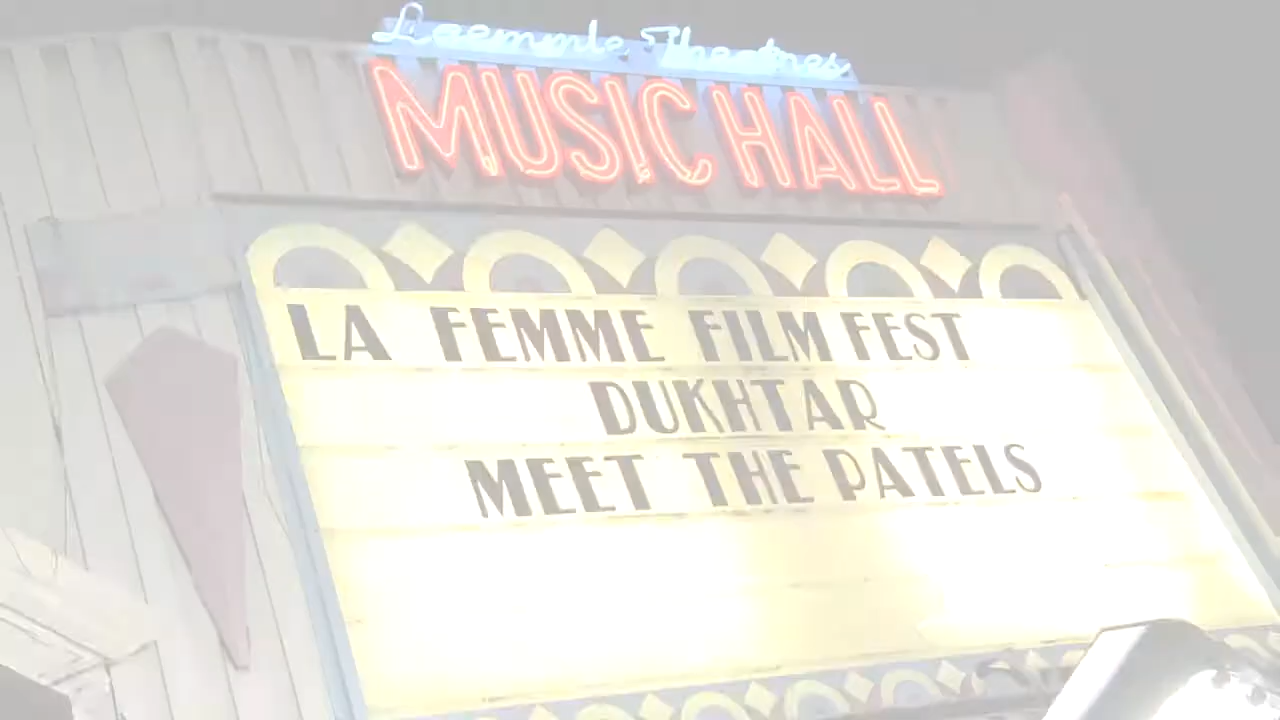 Laemmle Theatres
MUSIC HALL
LA FEMME FILM FEST
DUKHTAR
MEET THE PATELS